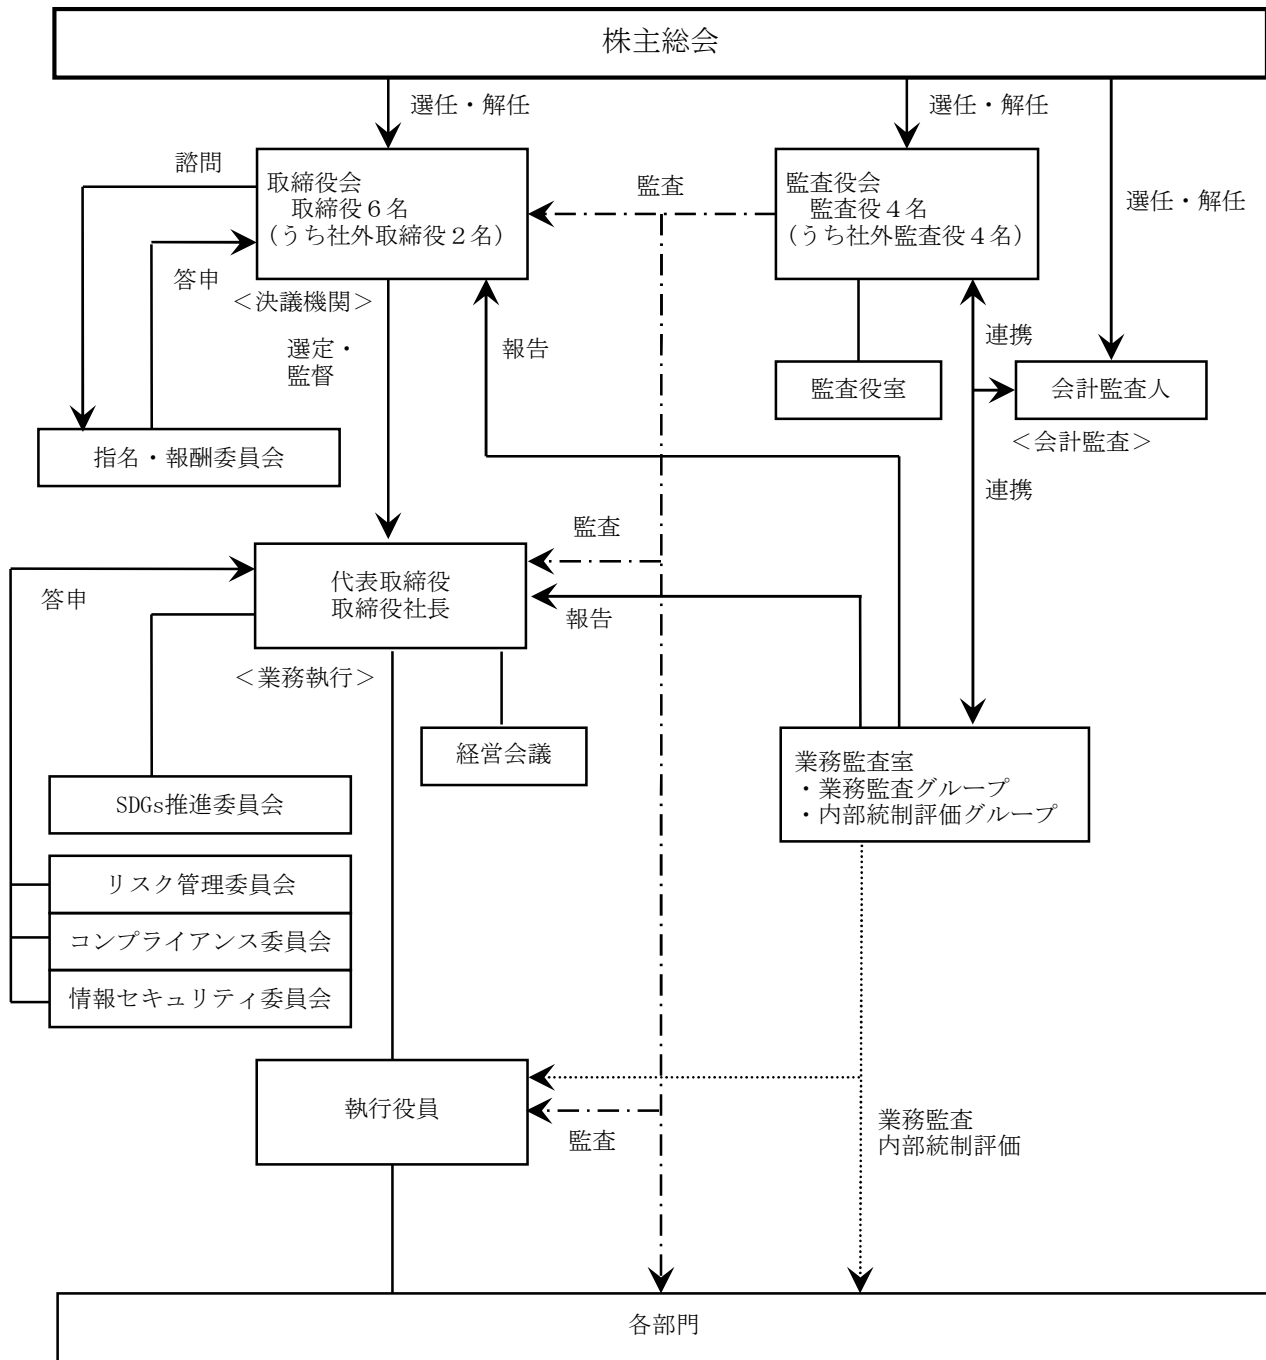 株主総会
選任・解任
選任・解任
選任・解任
諮問
取締役会
取締役６名
(うち社外取締役２名)
監査
監査役会
監査役４名
(うち社外監査役４名)
答申
＜決議機関＞
選定・
監督
報告
連携
監査役室
会計監査人
＜会計監査＞
指名・報酬委員会
連携
監査
答申
代表取締役
取締役社長
報告
＜業務執行＞
経営会議
業務監査室
・業務監査グループ
・内部統制評価グループ
SDGs推進委員会
リスク管理委員会
コンプライアンス委員会
情報セキュリティ委員会
執行役員
監査
業務監査
内部統制評価
各部門